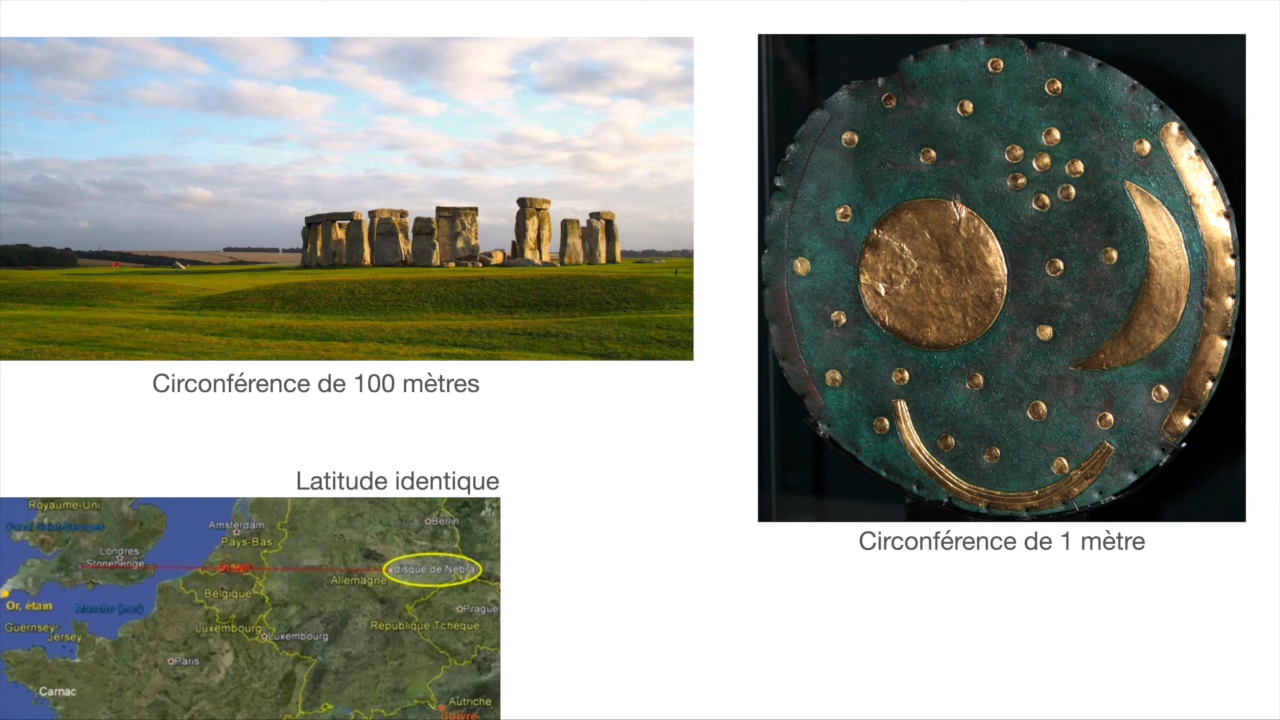 Circonférence de 100 mètres
Circonférence de 1 mètre
Latitude identique
Royaume-Uni
Berlin
Amsterdam
Pays-Bas
Londres
Stonehenge
disque de Nebra
Allemagne
Belgique
Or, étain
Manche (mer)
Prague
Guernsey
Jersey
Luxembourg
Luxembourg
République Tchèque
Paris
Carnac
Autriche
Cuivre